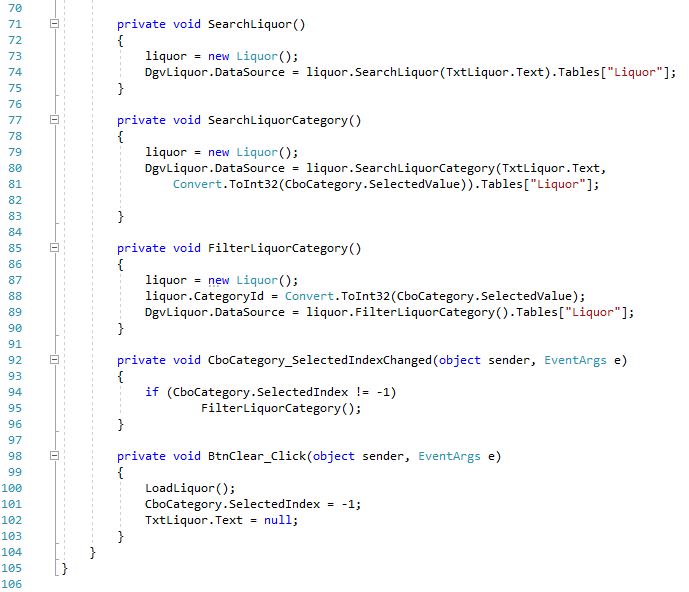 70
71 private void SearchLiquor()
72 {
73 liquor = new Liquor();
74 DgvLiquor.DataSource = liquor.SearchLiquor(TxtLiquor.Text).Tables["Liquor"];
75 }
76
77 private void SearchLiquorCategory()
78 {
79 liquor = new Liquor();
80 DgvLiquor.DataSource = liquor.SearchLiquorCategory(TxtLiquor.Text,
81 Convert.ToInt32(CboCategory.SelectedValue)).Tables["Liquor"];
82
83 }
84
85 private void FilterLiquorCategory()
86 {
87 liquor = new Liquor();
88 liquor.CategoryId = Convert.ToInt32(CboCategory.SelectedValue);
89 DgvLiquor.DataSource = liquor.FilterLiquorCategory().Tables["Liquor"];
90 }
91
92 private void CboCategory_SelectedIndexChanged(object sender, EventArgs e)
93 {
94 if (CboCategory.SelectedIndex != -1)
95 FilterLiquorCategory();
96 }
97
98 private void BtnClear_Click(object sender, EventArgs e)
99 {
100 LoadLiquor();
101 CboCategory.SelectedIndex = -1;
102 TxtLiquor.Text = null;
103 }
104 }
105 }
106